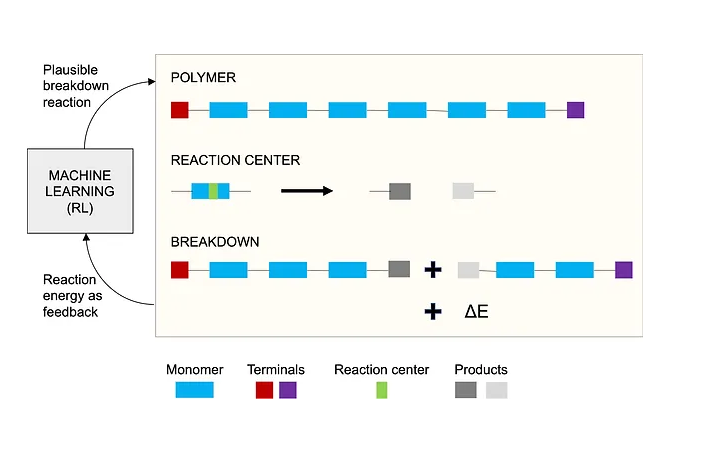 Plausible
breakdown
reaction
POLYMER
MACHINE
LEARNING
(RL)
REACTION CENTER
BREAKDOWN
Reaction
energy as
feedback
+
+ ΔE
Monomer Terminals Reaction center Products